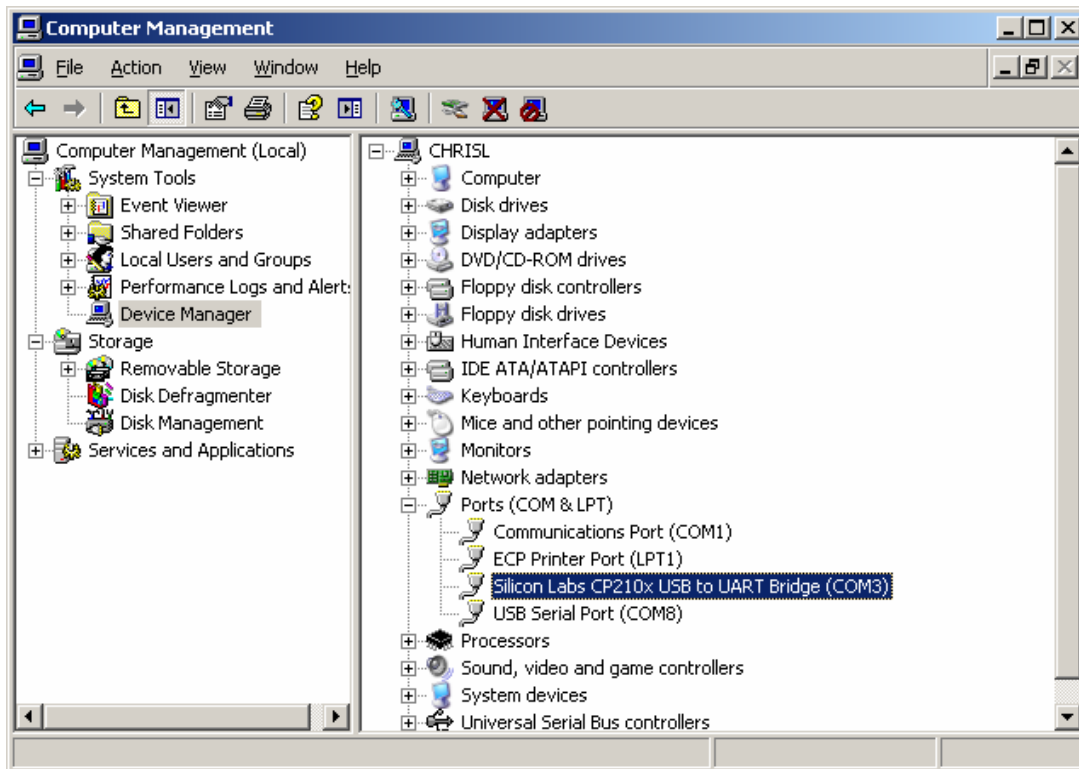 Computer Management
File Action View Window Help
Computer Management (Local)
System Tools
Event Viewer
Shared Folders
Local Users and Groups
Performance Logs and Alert
Device Manager
Storage
Removable Storage
Disk Defragmenter
Disk Management
Services and Applications
CHRISL
Computer
Disk drives
Display adapters
DVD/CD-ROM drives
Floppy disk controllers
Floppy disk drives
Human Interface Devices
IDE ATA/ATAPI controllers
Keyboards
Mice and other pointing devices
Monitors
Network adapters
Ports (COM & LPT)
Communications Port (COM1)
ECP Printer Port (LPT1)
Silicon Labs CP210x USB to UART Bridge (COM3)
USB Serial Port (COM8)
Processors
Sound, video and game controllers
System devices
Universal Serial Bus controllers